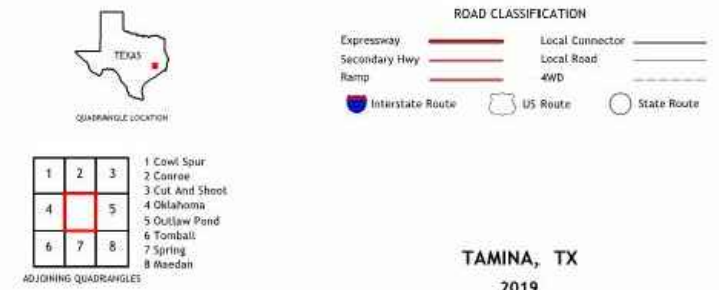 TEXAS
QUADRANGLE LOCATION
ROAD CLASSIFICATION
Expressway
Local Connector
Secondary Hwy
Local Road
Ramp
4WD
Interstate Route
US Route
State Route
1 2 3
4 5
6 7 8
1 Cowl Spur
2 Conroe
3 Cut And Shoot
4 Oklahoma
5 Outlaw Pond
6 Tomball
7 Spring
8 Maedan
ADJOINING QUADRANGLES
TAMINA, TX
2019